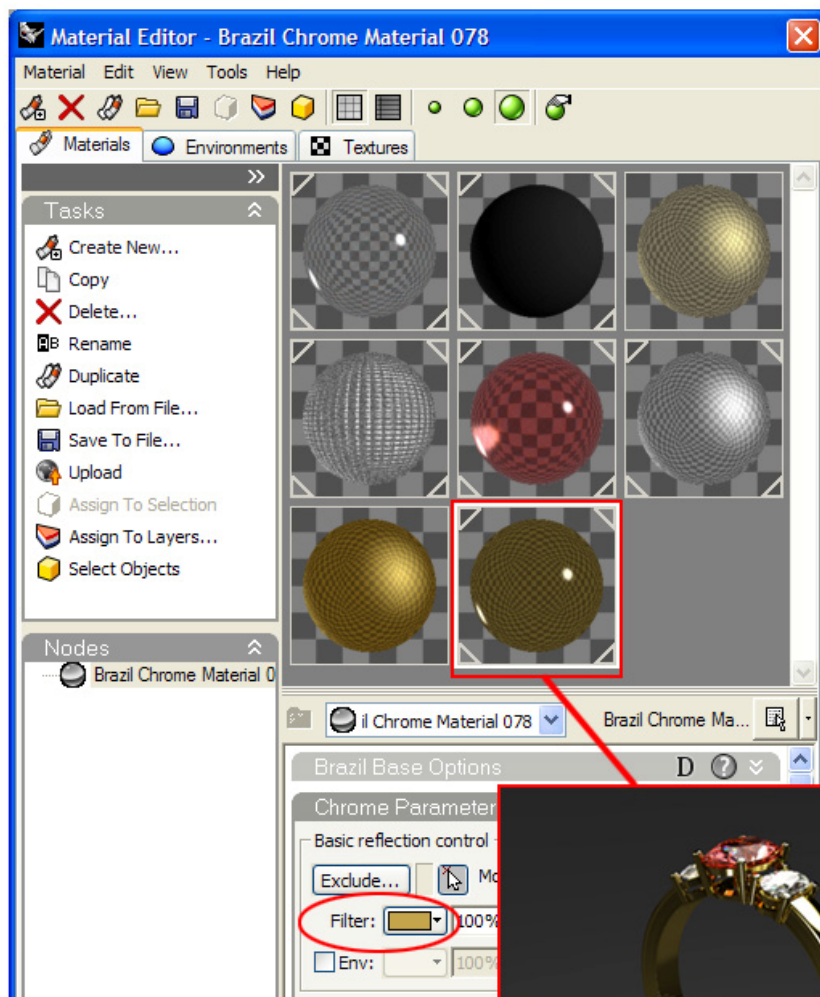 Material Editor - Brazil Chrome Material 078
Material Edit View Tools Help
Materials Environments Textures
Tasks
Create New...
Copy
Delete...
Rename
Duplicate
Load From File...
Save To File...
Upload
Assign To Selection
Assign To Layers...
Select Objects
Nodes
Brazil Chrome Material 0
il Chrome Material 078 Brazil Chrome Ma...
Brazil Base Options D ?
Chrome Parameter
Basic reflection control
Exclude... Mo
Filter: 100%
Env: 100%